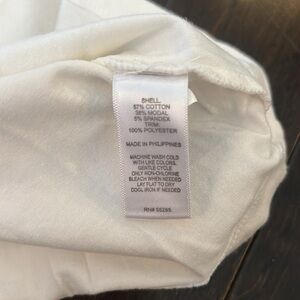 SHELL:
57% COTTON
38% MODAL
5% SPANDEX
TRIM:
100% POLYESTER
MADE IN PHILIPPINES
MACHINE WASH COLD
WITH LIKE COLORS.
GENTLE CYCLE
ONLY NON-CHLORINE
BLEACH WHEN NEEDED
LAY FLAT TO DRY
COOL IRON IF NEEDED
RN# 55285